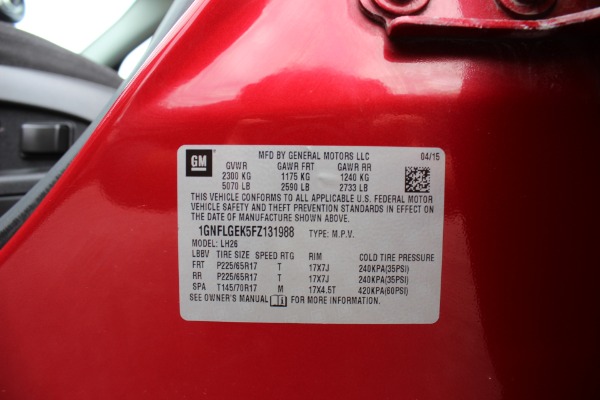 GM
MFD BY GENERAL MOTORS LLC 04/15
GVWR GAWR FRT GAWR RR
2300 KG 1175 KG 1240 KG
5070 LB 2590 LB 2733 LB
THIS VEHICLE CONFORMS TO ALL APPLICABLE U.S. FEDERAL MOTOR
VEHICLE SAFETY AND THEFT PREVENTION STANDARDS IN EFFECT ON
THE DATE OF MANUFACTURE SHOWN ABOVE.
1GNFLGEK5FZ131988 TYPE: M.P.V.
MODEL: LH26
LBBV TIRE SIZE SPEED RTG RIM COLD TIRE PRESSURE
FRT P225/65R17 T 17X7J 240KPA(35PSI)
RR P225/65R17 T 17X7J 240KPA(35PSI)
SPA T145/70R17 M 17X4.5T 420KPA(60PSI)
SEE OWNER'S MANUAL FOR MORE INFORMATION.